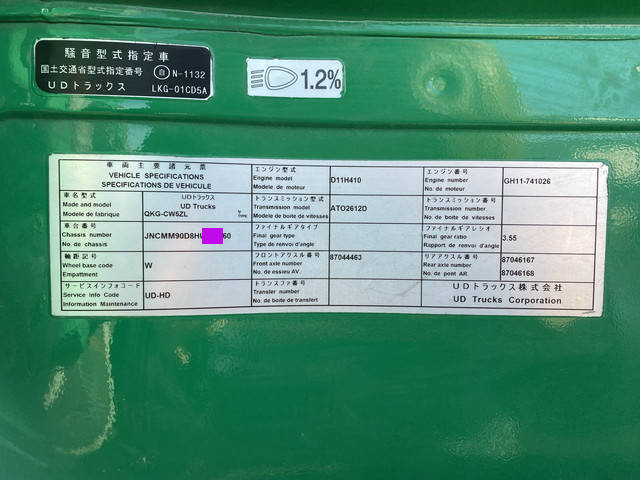 騒音型式指定車
国土交通省型式指定番号 自 N-1132
UDトラックス LKG-01CD5A
1.2%
車両主要諸元票
VEHICLE SPECIFICATIONS
SPECIFICATIONS DE VEHICULE
エンジン型式
Engine model
Modele de moteur
D11H410
エンジン番号
Engine number
No. de moteur
GH11-741026
車名型式
Made and model
Modele de fabrique
UDトラックス
UD Trucks
QKG-CW5ZL
トランスミッション型式
Transmission model
Modele de boite de vitesses
ATO2612D
トランスミッション番号
Transmission number
No. de boite de vitesses
車台番号
Chassis number
No. de chassis
JNCMM90D8H 60
ファイナルギアタイプ
Final gear type
Type de renvoi d'angle
ファイナルギアレシオ
Final gear ratio
Rapport de renvoi d'angle
3.55
軸距記号
Wheel base code
Empattment
W
フロントアクスル番号
Front axle number
No. de essieu AV.
87044463
リアアクスル番号
Rear axle number
No. de pont AR.
87046167
87046168
サービスインフォコード
Service Info Code
Information Maintenance
UD-HD
トランスファ番号
Transfer number
No. de boite de transfert
UDトラックス株式会社
UD Trucks Corporation